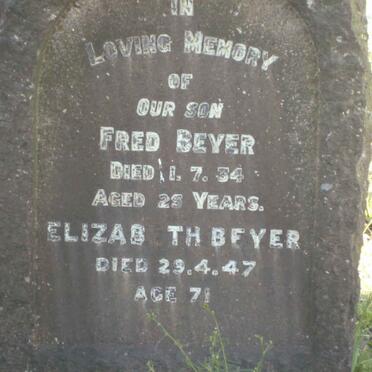 IN
LOVING MEMORY
OF
OUR SON
FRED BEYER
DIED 1.7.34
AGED 29 YEARS.
ELIZAB TH BEYER
DIED 29.4.47
AGE 71